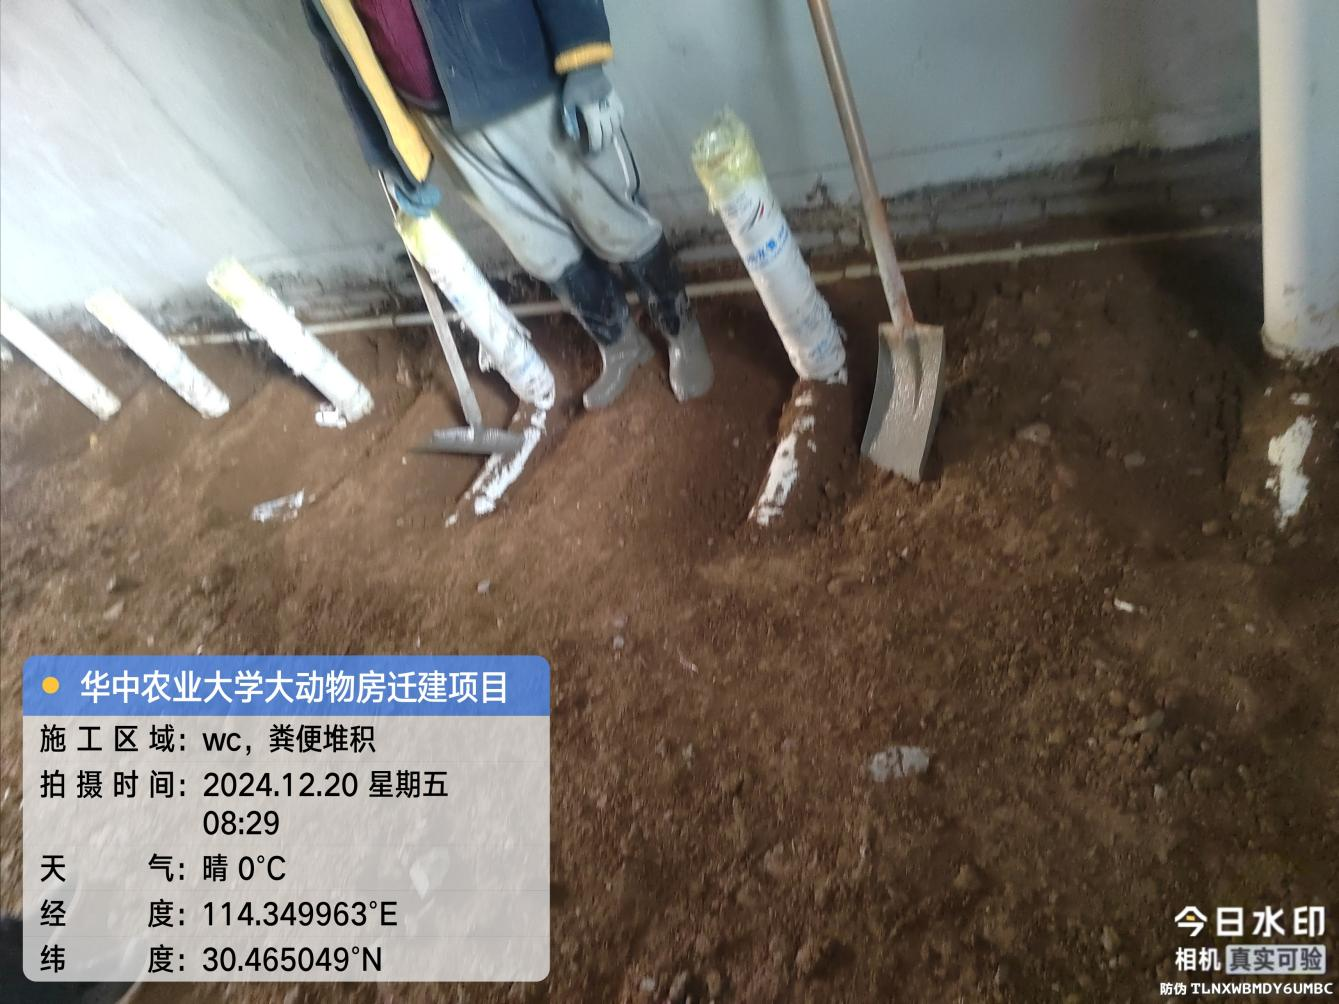 华中农业大学大动物房迁建项目
施工区域：wc，粪便堆积
拍摄时间：2024.12.20 星期五
08:29
天气：晴 0°C
经度：114.349963°E
纬度：30.465049°N
今日水印
相机 真实可验
防伪 TLNXWBMDY6UMBC